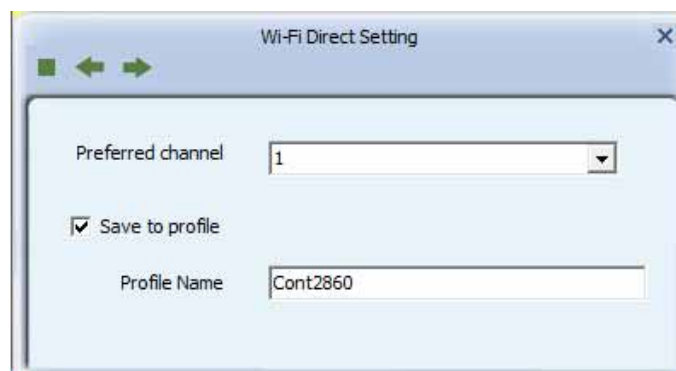 Wi-Fi Direct Setting
Preferred channel 1
Save to profile
Profile Name Cont2860